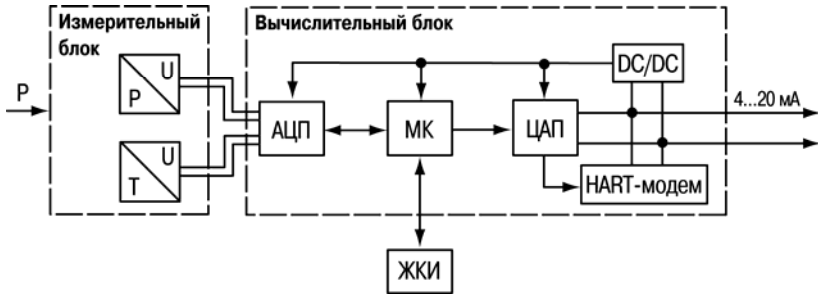 Измерительный
блок
Вычислительный блок
P
U
P
U
T
АЦП
МК
ЦАП
DC/DC
4...20 мА
HART-модем
ЖКИ